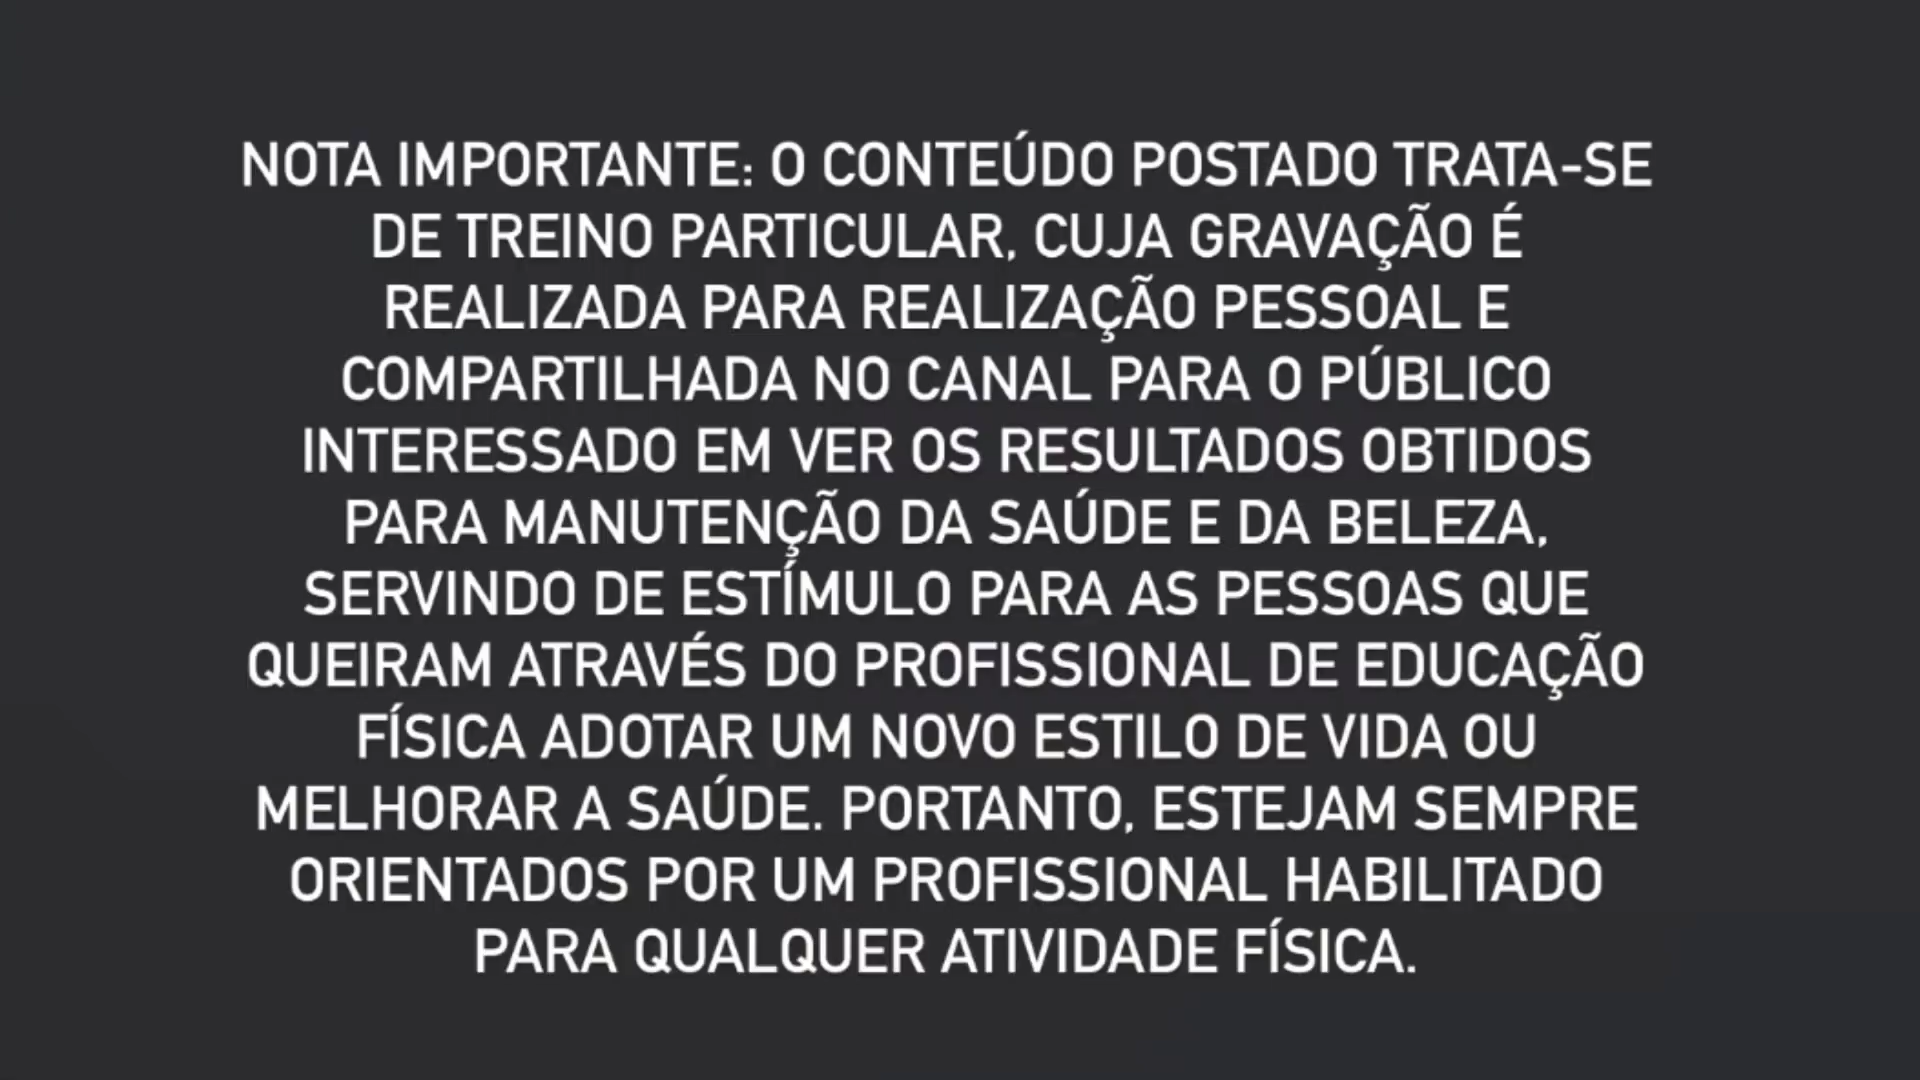 NOTA IMPORTANTE: O CONTEÚDO POSTADO TRATA-SE
DE TREINO PARTICULAR, CUJA GRAVAÇÃO É
REALIZADA PARA REALIZAÇÃO PESSOAL E
COMPARTILHADA NO CANAL PARA O PÚBLICO
INTERESSADO EM VER OS RESULTADOS OBTIDOS
PARA MANUTENÇÃO DA SAÚDE E DA BELEZA,
SERVINDO DE ESTÍMULO PARA AS PESSOAS QUE
QUEIRAM ATRAVÉS DO PROFISSIONAL DE EDUCAÇÃO
FÍSICA ADOTAR UM NOVO ESTILO DE VIDA OU
MELHORAR A SAÚDE. PORTANTO, ESTEJAM SEMPRE
ORIENTADOS POR UM PROFISSIONAL HABILITADO
PARA QUALQUER ATIVIDADE FÍSICA.